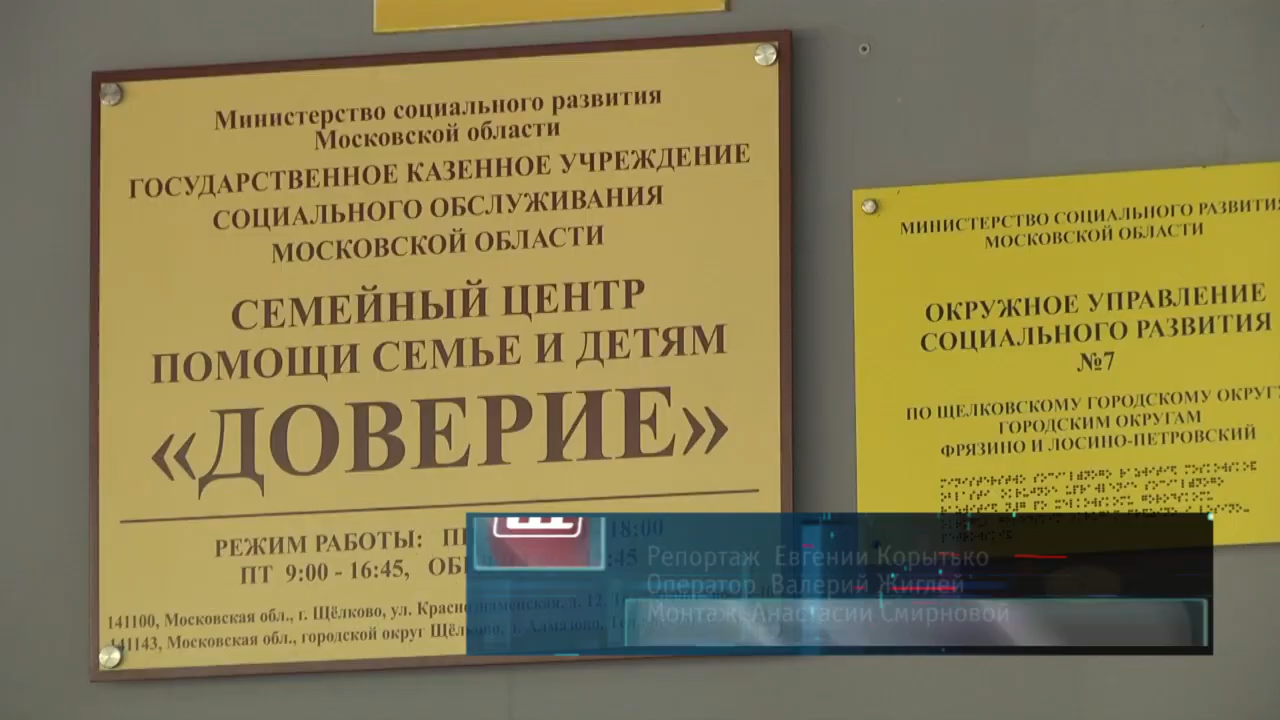 Министерство социального развития
Московской области
ГОСУДАРСТВЕННОЕ КАЗЕННОЕ УЧРЕЖДЕНИЕ
СОЦИАЛЬНОГО ОБСЛУЖИВАНИЯ
МОСКОВСКОЙ ОБЛАСТИ
СЕМЕЙНЫЙ ЦЕНТР
ПОМОЩИ СЕМЬЕ И ДЕТЯМ
«ДОВЕРИЕ»
РЕЖИМ РАБОТЫ: 18:00
ПТ 9:00 - 16:45,
141100, Московская обл., г. Щёлково, ул. Краснознаменская, д. 12,
141143, Московская обл., городской округ Щёлково,
МИНИСТЕРСТВО СОЦИАЛЬНОГО РАЗВИТИЯ
МОСКОВСКОЙ ОБЛАСТИ
ОКРУЖНОЕ УПРАВЛЕНИЕ
СОЦИАЛЬНОГО РАЗВИТИЯ
№7
ПО ЩЕЛКОВСКОМУ ГОРОДСКОМУ ОКРУГУ
ГОРОДСКИМ ОКРУГАМ
ФРЯЗИНО И ЛОСИНО-ПЕТРОВСКИЙ
Репортаж Евгении Корытько
Оператор Валерий Жиглей
Монтаж Анастасии Смирновой